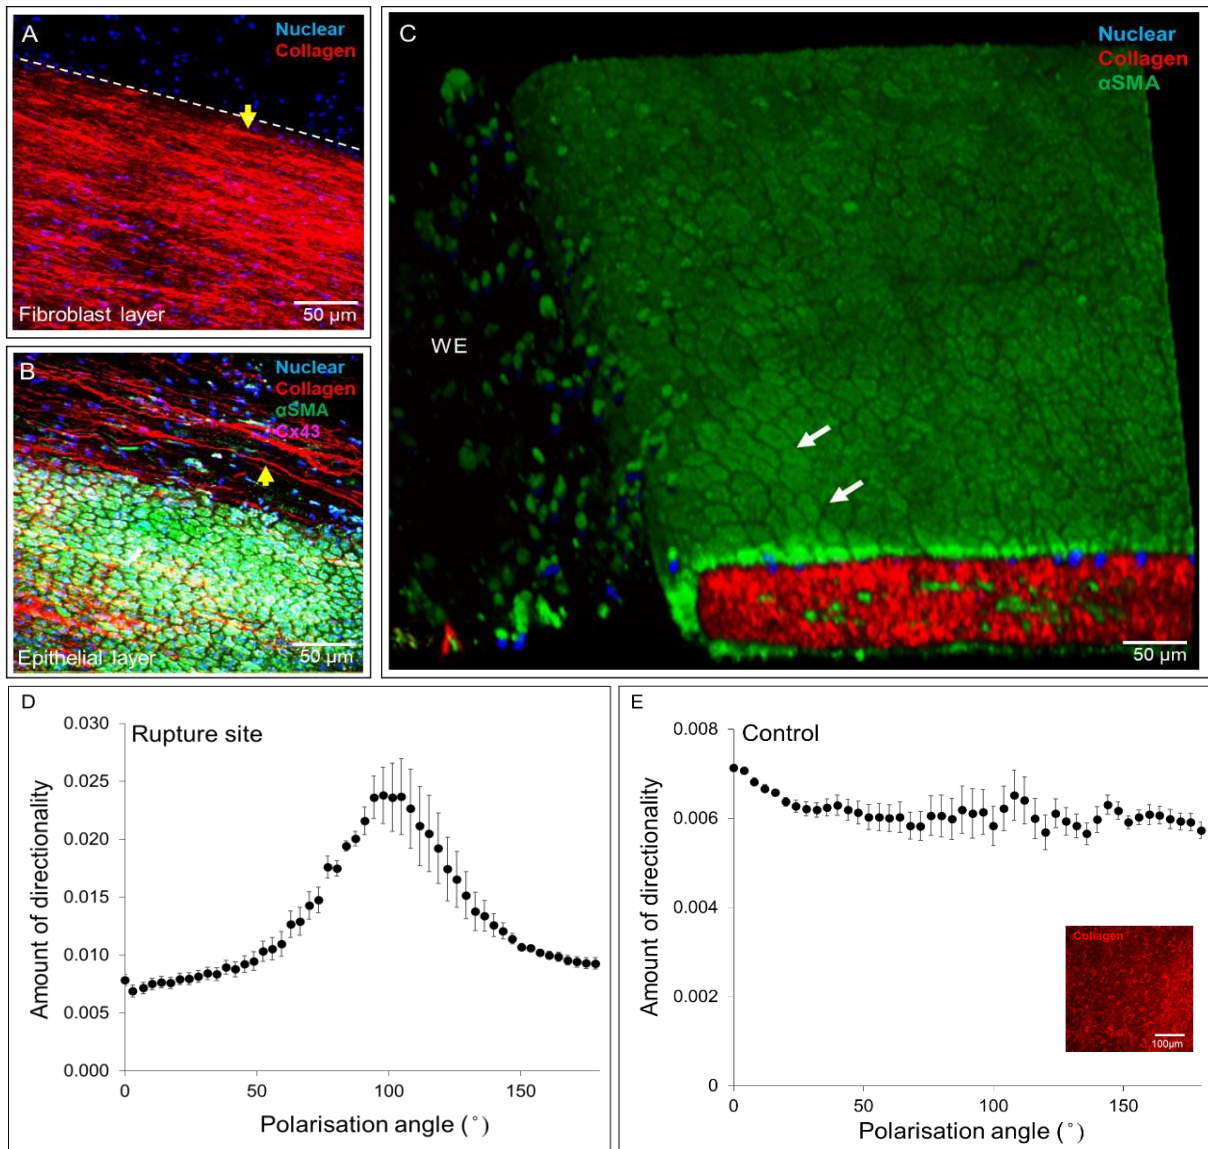 A
Nuclear
Collagen
50 µm
Fibroblast layer
B
Nuclear
Collagen
αSMA
Cx43
50 µm
Epithelial layer
C
Nuclear
Collagen
αSMA
WE
50 µm
D
Rupture site
0.030
0.025
0.020
0.015
0.010
0.005
0.000
Amount of directionality
0 50 100 150
Polarisation angle (°)
E
Control
0.008
0.006
0.004
0.002
0
Amount of directionality
Collagen
100µm
0 50 100 150
Polarisation angle (°)